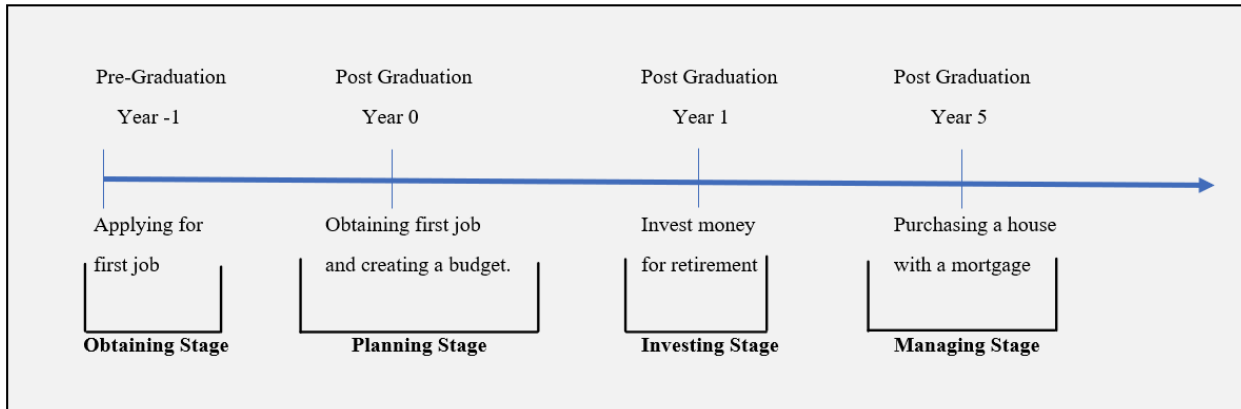 Pre-Graduation
Year -1
Post Graduation
Year 0
Post Graduation
Year 1
Post Graduation
Year 5
Applying for
first job
Obtaining first job
and creating a budget.
Invest money
for retirement
Purchasing a house
with a mortgage
Obtaining Stage
Planning Stage
Investing Stage
Managing Stage